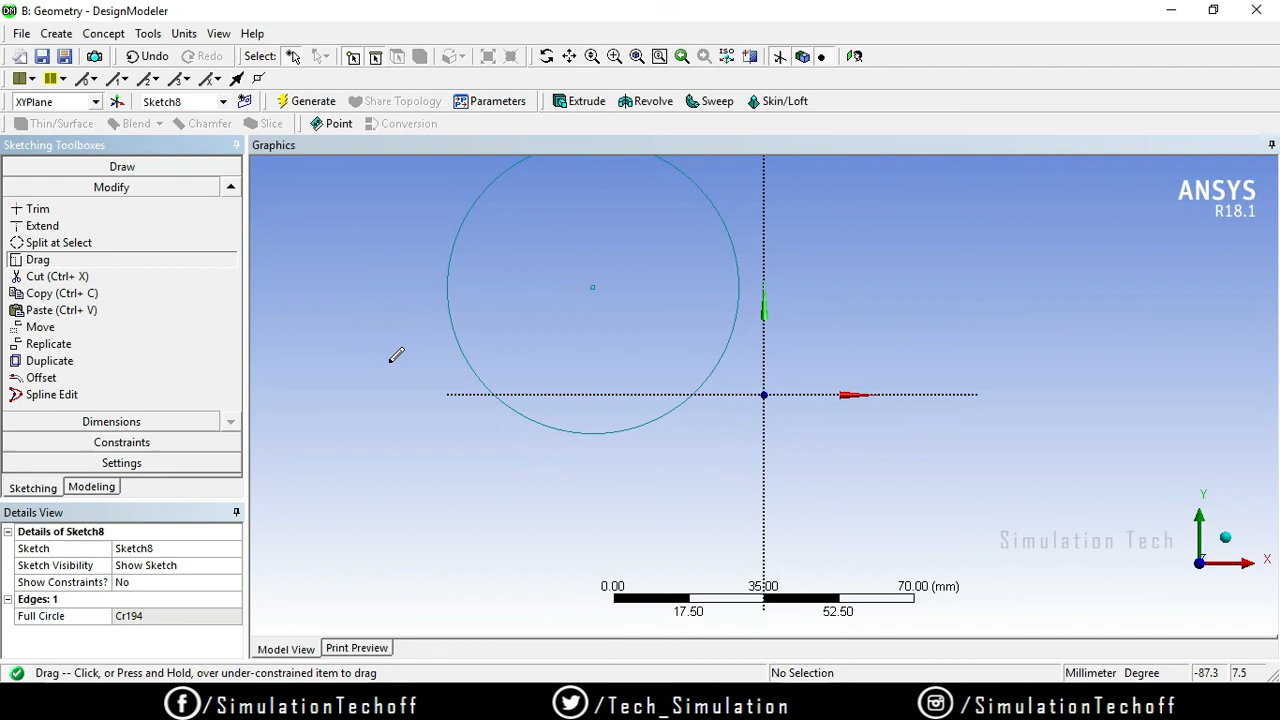 B: Geometry - DesignModeler
File Create Concept Tools Units View Help
Undo Redo Select:
XYPlane Sketch8 Generate Share Topology Parameters Extrude Revolve Sweep Skin/Loft
Thin/Surface Blend Chamfer Slice Point Conversion
Sketching Toolboxes
Draw
Modify
Trim
Extend
Split at Select
Drag
Cut (Ctrl+ X)
Copy (Ctrl+ C)
Paste (Ctrl+ V)
Move
Replicate
Duplicate
Offset
Spline Edit
Dimensions
Constraints
Settings
Sketching Modeling
Details View
Details of Sketch8
Sketch Sketch8
Sketch Visibility Show Sketch
Show Constraints? No
Edges: 1
Full Circle Cr194
Graphics
ANSYS
R18.1
Simulation Tech
Y
X
0.00 35.00 70.00 (mm)
17.50 52.50
Model View Print Preview
Drag -- Click, or Press and Hold, over under-constrained item to drag No Selection Millimeter Degree -87.3 7.5
/SimulationTechoff /Tech_Simulation /SimulationTechoff